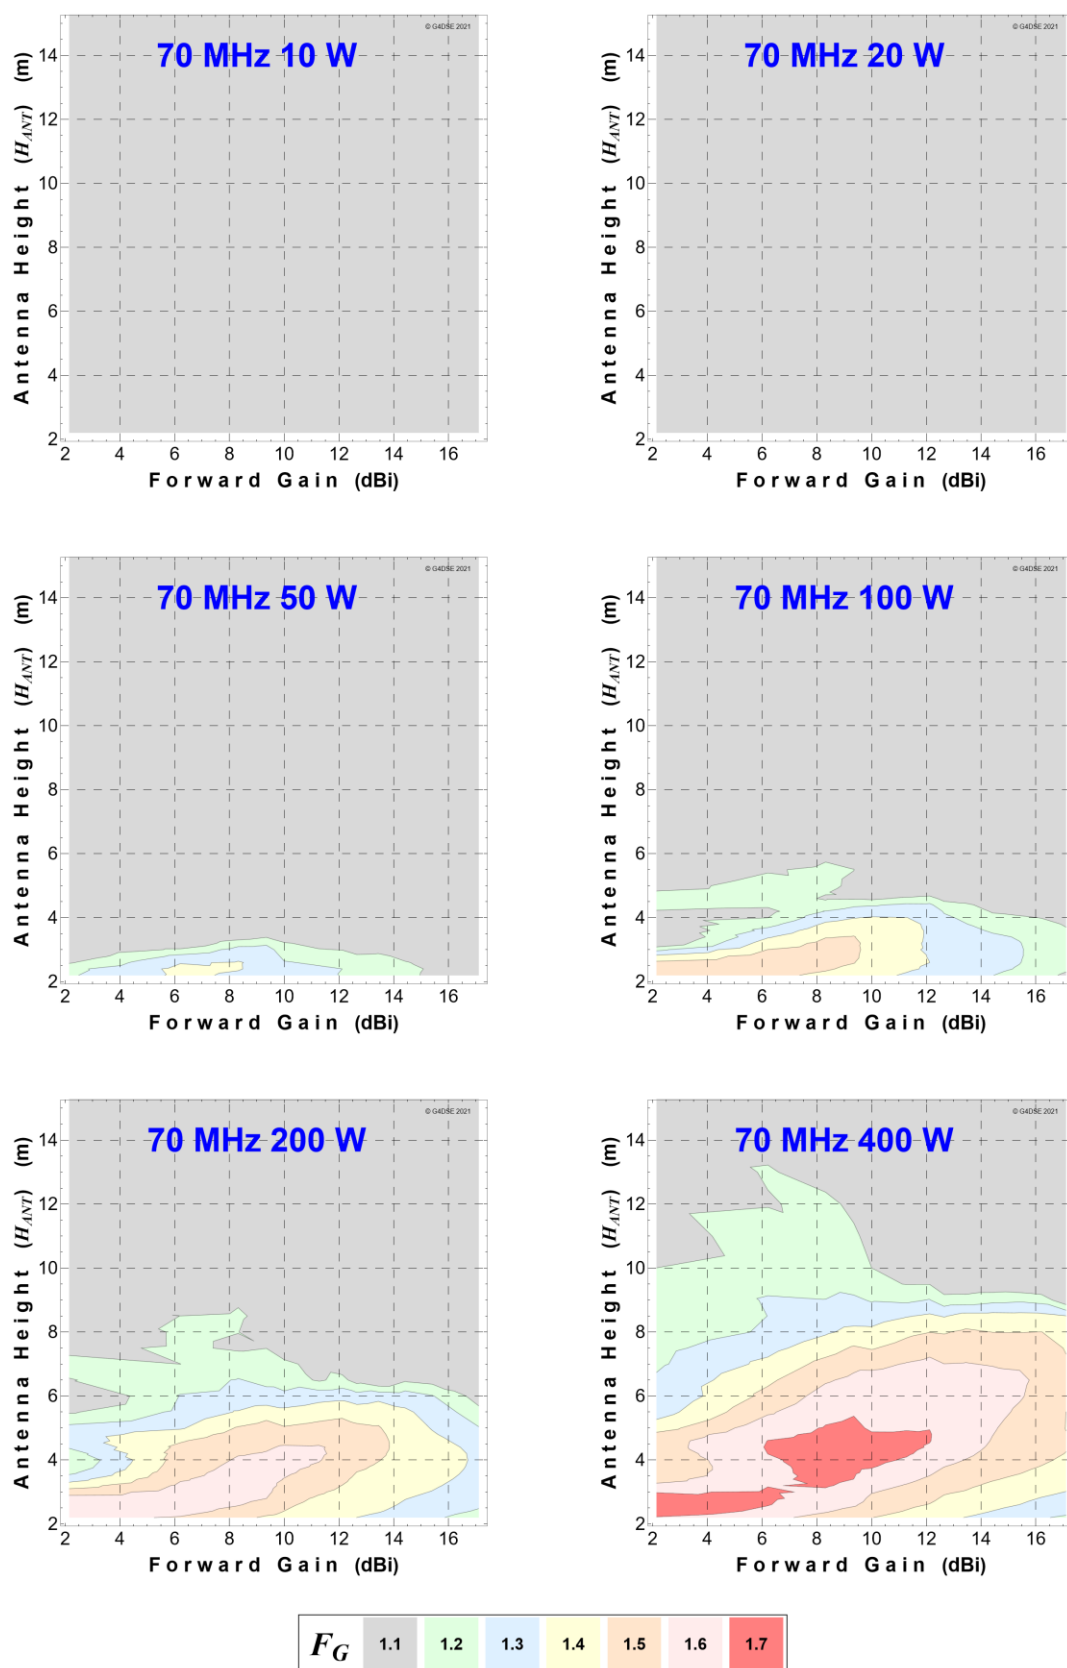 © G4DSE 2021
70 MHz 10 W
Antenna Height (H_ANT) (m)
14
12
10
8
6
4
2
2 4 6 8 10 12 14 16
Forward Gain (dBi)
70 MHz 20 W
Antenna Height (H_ANT) (m)
14
12
10
8
6
4
2
2 4 6 8 10 12 14 16
Forward Gain (dBi)
© G4DSE 2021
70 MHz 50 W
Antenna Height (H_ANT) (m)
14
12
10
8
6
4
2
2 4 6 8 10 12 14 16
Forward Gain (dBi)
© G4DSE 2021
70 MHz 100 W
Antenna Height (H_ANT) (m)
14
12
10
8
6
4
2
2 4 6 8 10 12 14 16
Forward Gain (dBi)
© G4DSE 2021
70 MHz 200 W
Antenna Height (H_ANT) (m)
14
12
10
8
6
4
2
2 4 6 8 10 12 14 16
Forward Gain (dBi)
© G4DSE 2021
70 MHz 400 W
Antenna Height (H_ANT) (m)
14
12
10
8
6
4
2
2 4 6 8 10 12 14 16
Forward Gain (dBi)
© G4DSE 2021
F_G 1.1 1.2 1.3 1.4 1.5 1.6 1.7